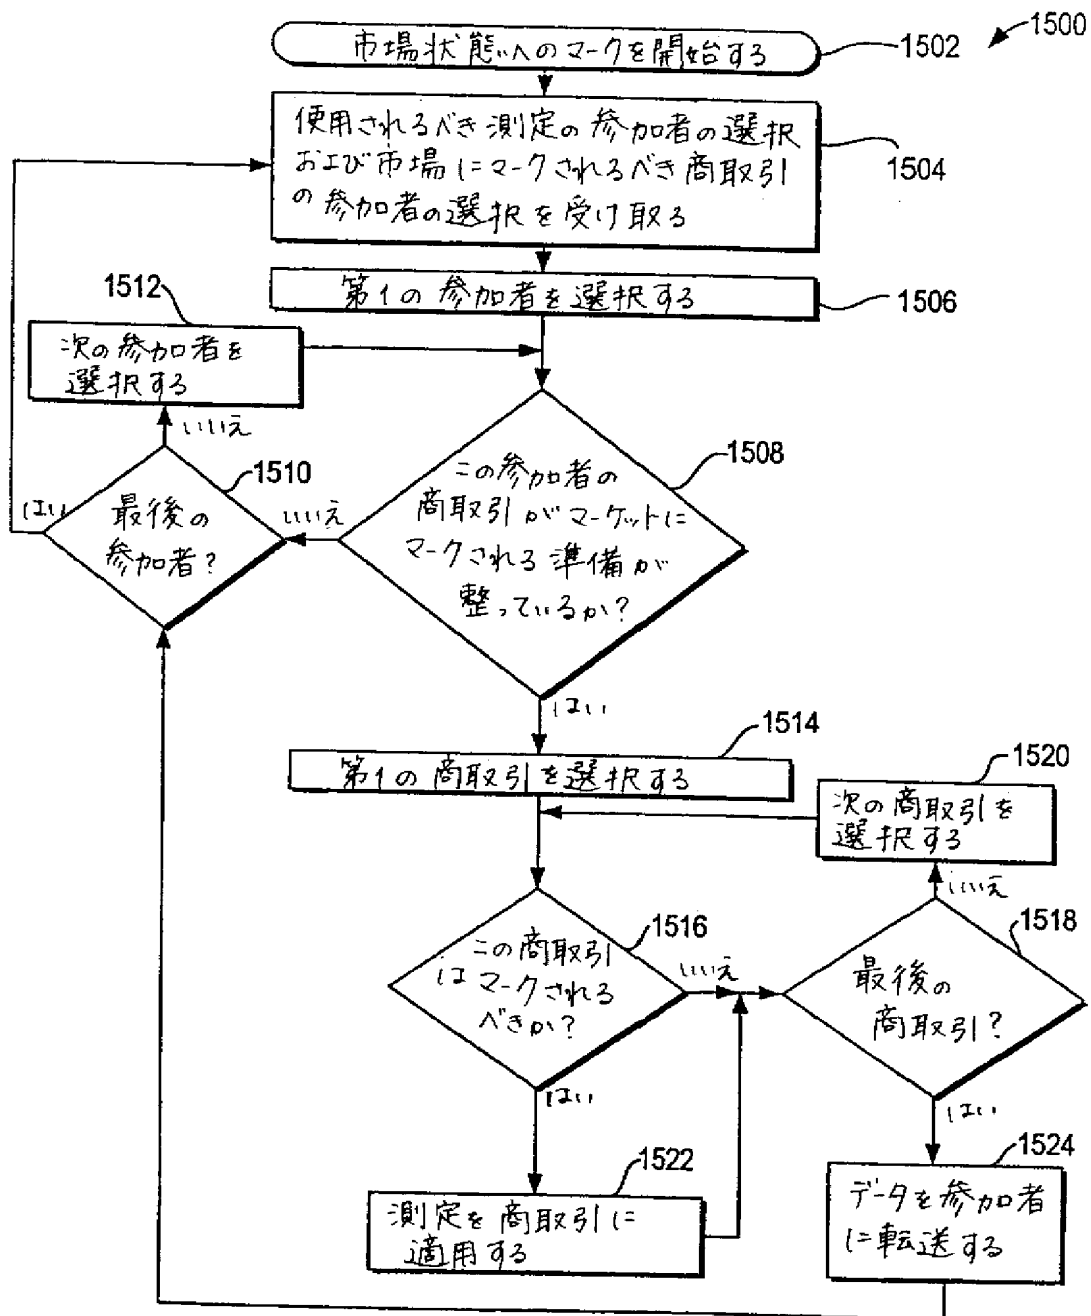 1500
市場状態へのマークを開始する
1502
使用されるべき測定の参加者の選択
および市場にマークされるべき商取引
の参加者の選択を受け取る
1504
第1の参加者を選択する
1506
1512
次の参加者を
選択する
いいえ
1510
最後の
参加者?
はい
いいえ
1508
この参加者の
商取引がマーケットに
マークされる準備が
整っているか?
はい
1514
第1の商取引を選択する
1520
次の商取引を
選択する
いいえ
1516
この商取引
はマークされる
べきか?
いいえ
はい
1518
最後の
商取引?
はい
1522
測定を商取引に
適用する
1524
データを参加者
に転送する